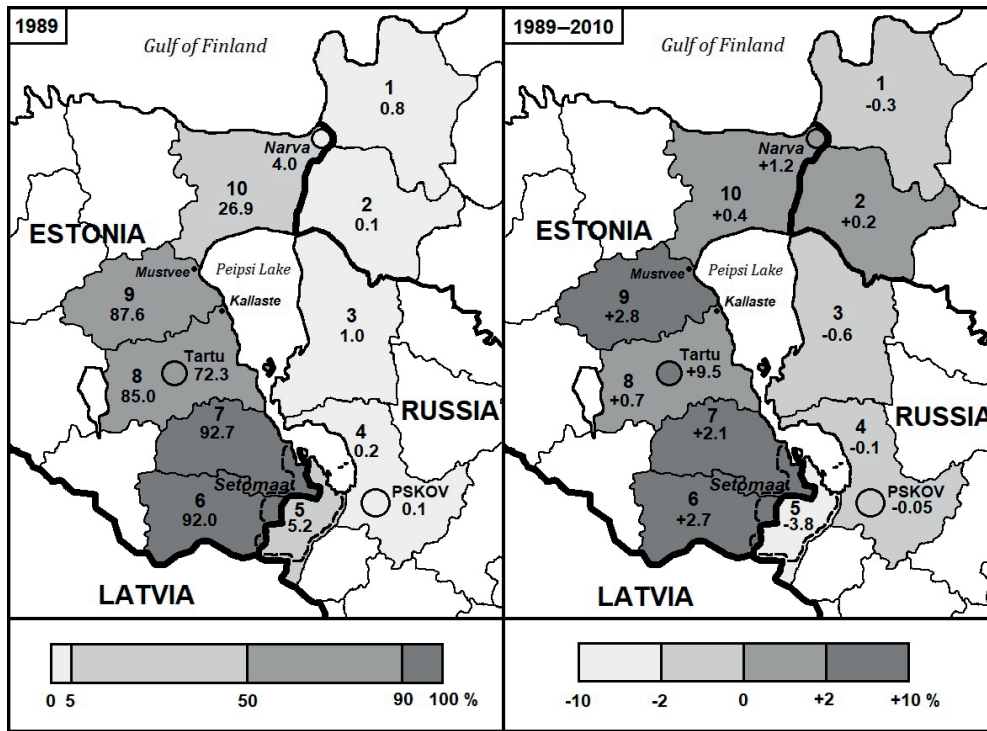 1989
Gulf of Finland
1
0.8
Narva
4.0
10
26.9
2
0.1
ESTONIA
Mustvee
Peipsi Lake
Kallaste
9
87.6
3
1.0
Tartu
72.3
8
85.0
RUSSIA
7
92.7
4
0.2
Setomaa
PSKOV
0.1
6
92.0
5
5.2
LATVIA
0 5 50 90 100 %
1989–2010
Gulf of Finland
1
-0.3
Narva
+1.2
10
+0.4
2
+0.2
ESTONIA
Mustvee
Peipsi Lake
Kallaste
9
+2.8
3
-0.6
Tartu
+9.5
8
+0.7
RUSSIA
7
+2.1
4
-0.1
Setomaa
PSKOV
-0.05
6
+2.7
5
-3.8
LATVIA
-10 -2 0 +2 +10 %